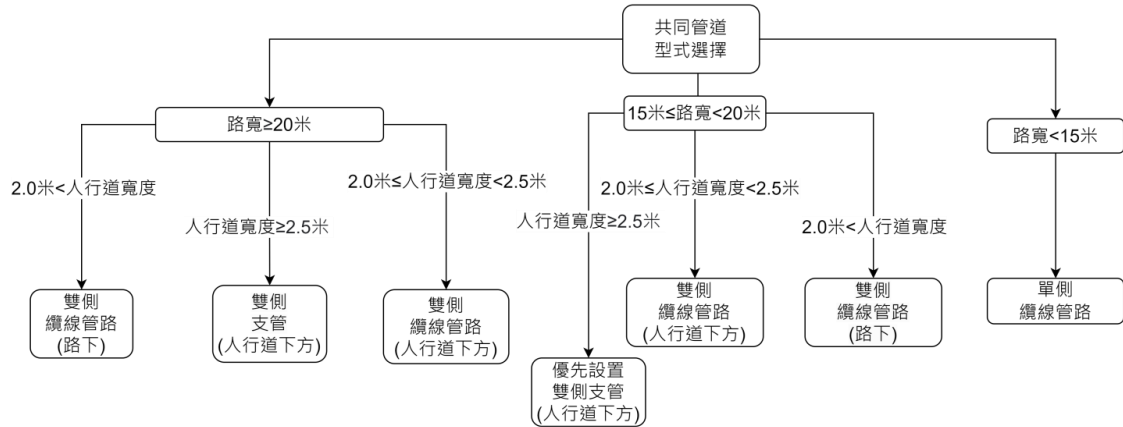 共同管道
型式選擇
路寬≥20米
15米≤路寬<20米
路寬<15米
2.0米<人行道寬度
人行道寬度≥2.5米
2.0米≤人行道寬度<2.5米
人行道寬度≥2.5米
2.0米≤人行道寬度<2.5米
2.0米<人行道寬度
雙側
纜線管路
(路下)
雙側
支管
(人行道下方)
雙側
纜線管路
(人行道下方)
優先設置
雙側支管
(人行道下方)
雙側
纜線管路
(人行道下方)
雙側
纜線管路
(路下)
單側
纜線管路